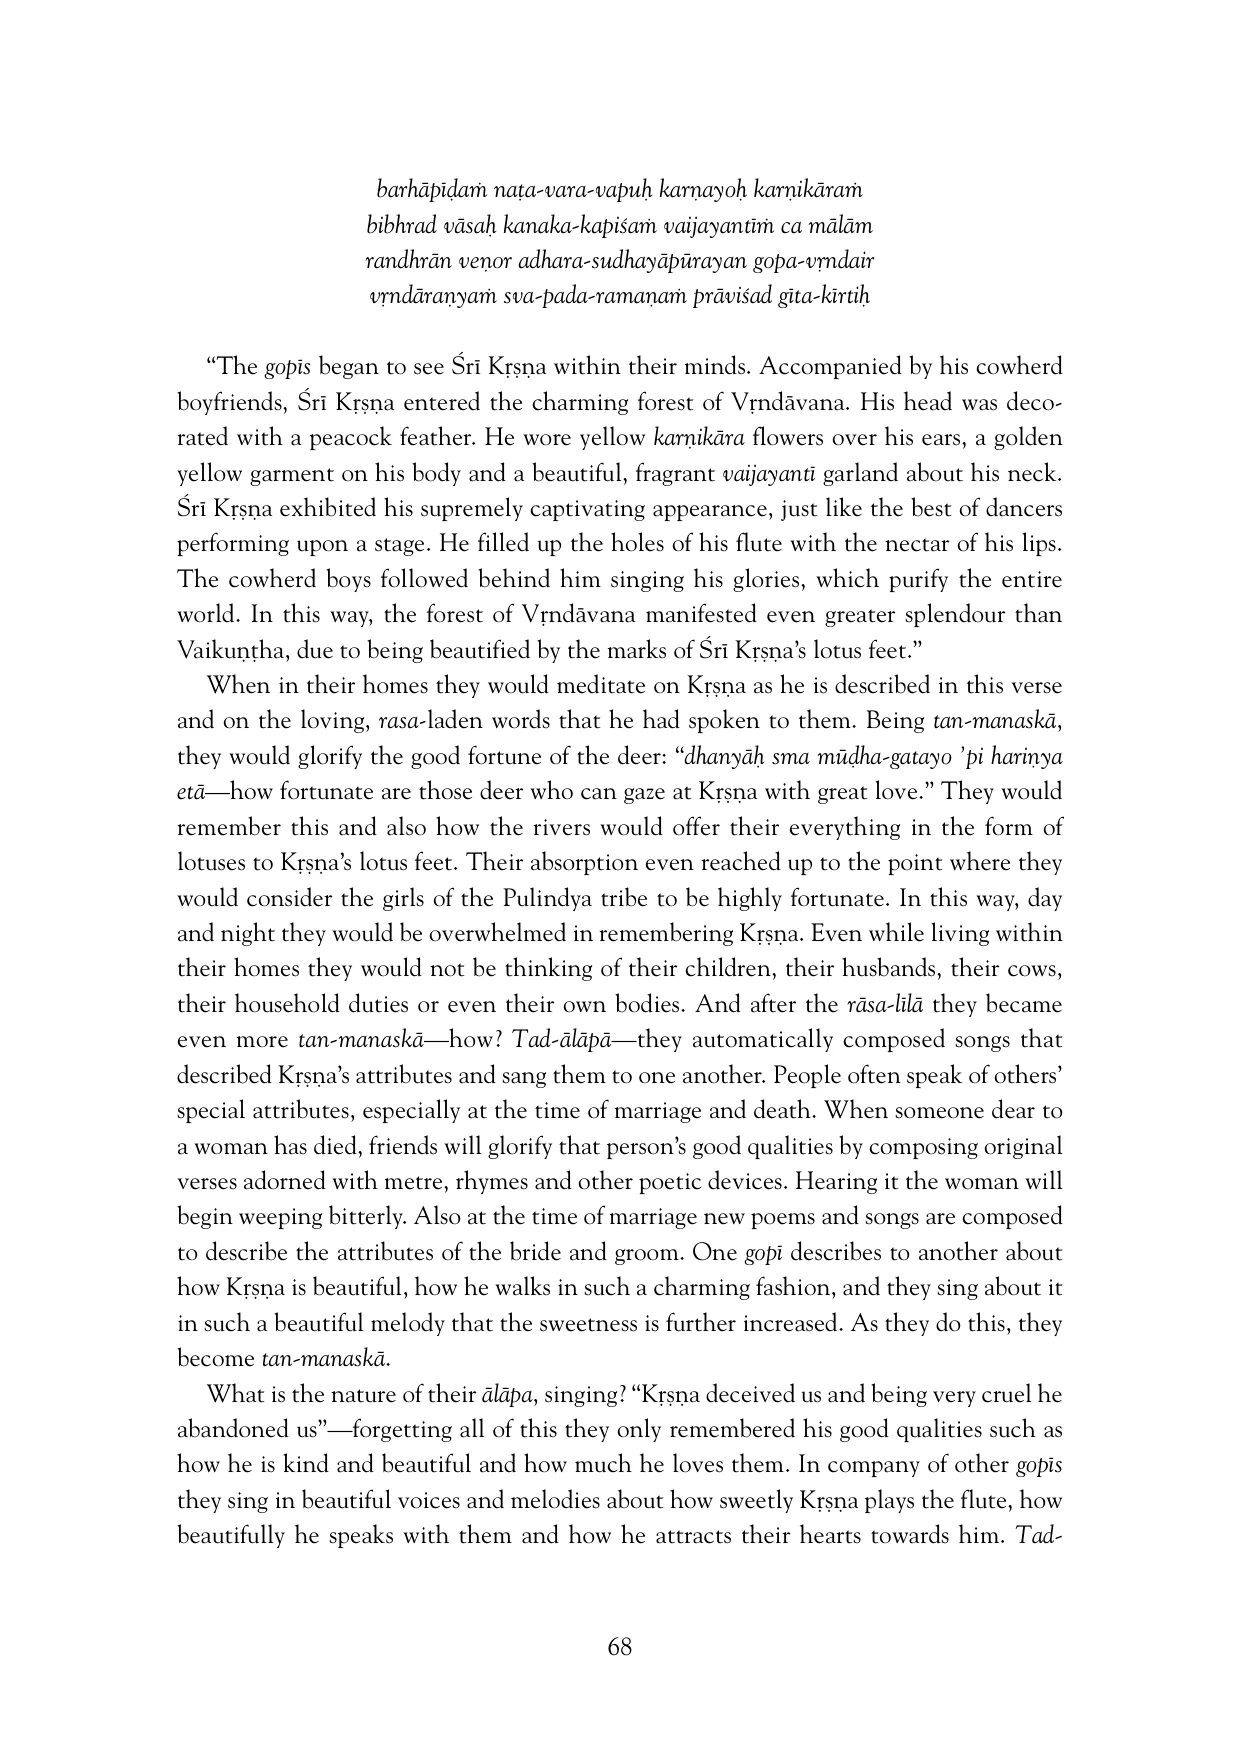 barhāpīḍaṁ naṭa-vara-vapuḥ karṇayoḥ karṇikāraṁ
bibhrad vāsaḥ kanaka-kapiśaṁ vaijayantīṁ ca mālām
randhrān veṇor adhara-sudhayāpūrayan gopa-vṛndair
vṛndāraṇyaṁ sva-pada-ramaṇaṁ prāviśad gīta-kīrtiḥ
“The gopīs began to see Śrī Kṛṣṇa within their minds. Accompanied by his cowherd
boyfriends, Śrī Kṛṣṇa entered the charming forest of Vṛndāvana. His head was deco-
rated with a peacock feather. He wore yellow karṇikāra flowers over his ears, a golden
yellow garment on his body and a beautiful, fragrant vaijayantī garland about his neck.
Śrī Kṛṣṇa exhibited his supremely captivating appearance, just like the best of dancers
performing upon a stage. He filled up the holes of his flute with the nectar of his lips.
The cowherd boys followed behind him singing his glories, which purify the entire
world. In this way, the forest of Vṛndāvana manifested even greater splendour than
Vaikuṇṭha, due to being beautified by the marks of Śrī Kṛṣṇa’s lotus feet.”
When in their homes they would meditate on Kṛṣṇa as he is described in this verse
and on the loving, rasa-laden words that he had spoken to them. Being tan-manaskā,
they would glorify the good fortune of the deer: “dhanyāḥ sma mūḍha-gatayo ’pi hariṇya
etā—how fortunate are those deer who can gaze at Kṛṣṇa with great love.” They would
remember this and also how the rivers would offer their everything in the form of
lotuses to Kṛṣṇa’s lotus feet. Their absorption even reached up to the point where they
would consider the girls of the Pulindya tribe to be highly fortunate. In this way, day
and night they would be overwhelmed in remembering Kṛṣṇa. Even while living within
their homes they would not be thinking of their children, their husbands, their cows,
their household duties or even their own bodies. And after the rāsa-līlā they became
even more tan-manaskā—how? Tad-ālāpā—they automatically composed songs that
described Kṛṣṇa’s attributes and sang them to one another. People often speak of others’
special attributes, especially at the time of marriage and death. When someone dear to
a woman has died, friends will glorify that person’s good qualities by composing original
verses adorned with metre, rhymes and other poetic devices. Hearing it the woman will
begin weeping bitterly. Also at the time of marriage new poems and songs are composed
to describe the attributes of the bride and groom. One gopī describes to another about
how Kṛṣṇa is beautiful, how he walks in such a charming fashion, and they sing about it
in such a beautiful melody that the sweetness is further increased. As they do this, they
become tan-manaskā.
What is the nature of their ālāpa, singing? “Kṛṣṇa deceived us and being very cruel he
abandoned us”—forgetting all of this they only remembered his good qualities such as
how he is kind and beautiful and how much he loves them. In company of other gopīs
they sing in beautiful voices and melodies about how sweetly Kṛṣṇa plays the flute, how
beautifully he speaks with them and how he attracts their hearts towards him. Tad-
68